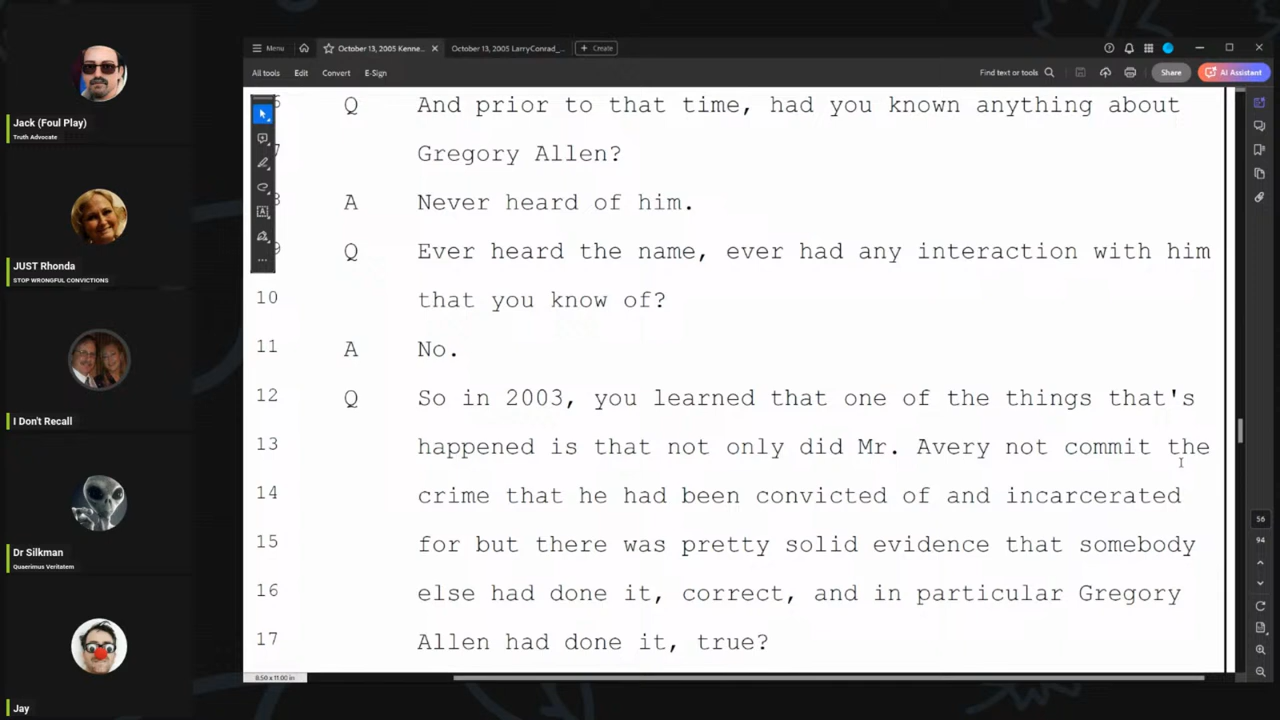 Jack (Foul Play)
Truth Advocate
JUST Rhonda
STOP WRONGFUL CONVICTIONS
I Don't Recall
Dr Silkman
Quaerimus Veritatem
Jay
Menu
October 13, 2005 Kenne...
October 13, 2005 LarryConrad_...
+ Create
All tools
Edit
Convert
E-Sign
Find text or tools
Share
AI Assistant
Q And prior to that time, had you known anything about
Gregory Allen?
A Never heard of him.
Q Ever heard the name, ever had any interaction with him
10 that you know of?
11 A No.
12 Q So in 2003, you learned that one of the things that's
13 happened is that not only did Mr. Avery not commit the
14 crime that he had been convicted of and incarcerated
15 for but there was pretty solid evidence that somebody
16 else had done it, correct, and in particular Gregory
17 Allen had done it, true?
56
94
8.50 x 11.00 in